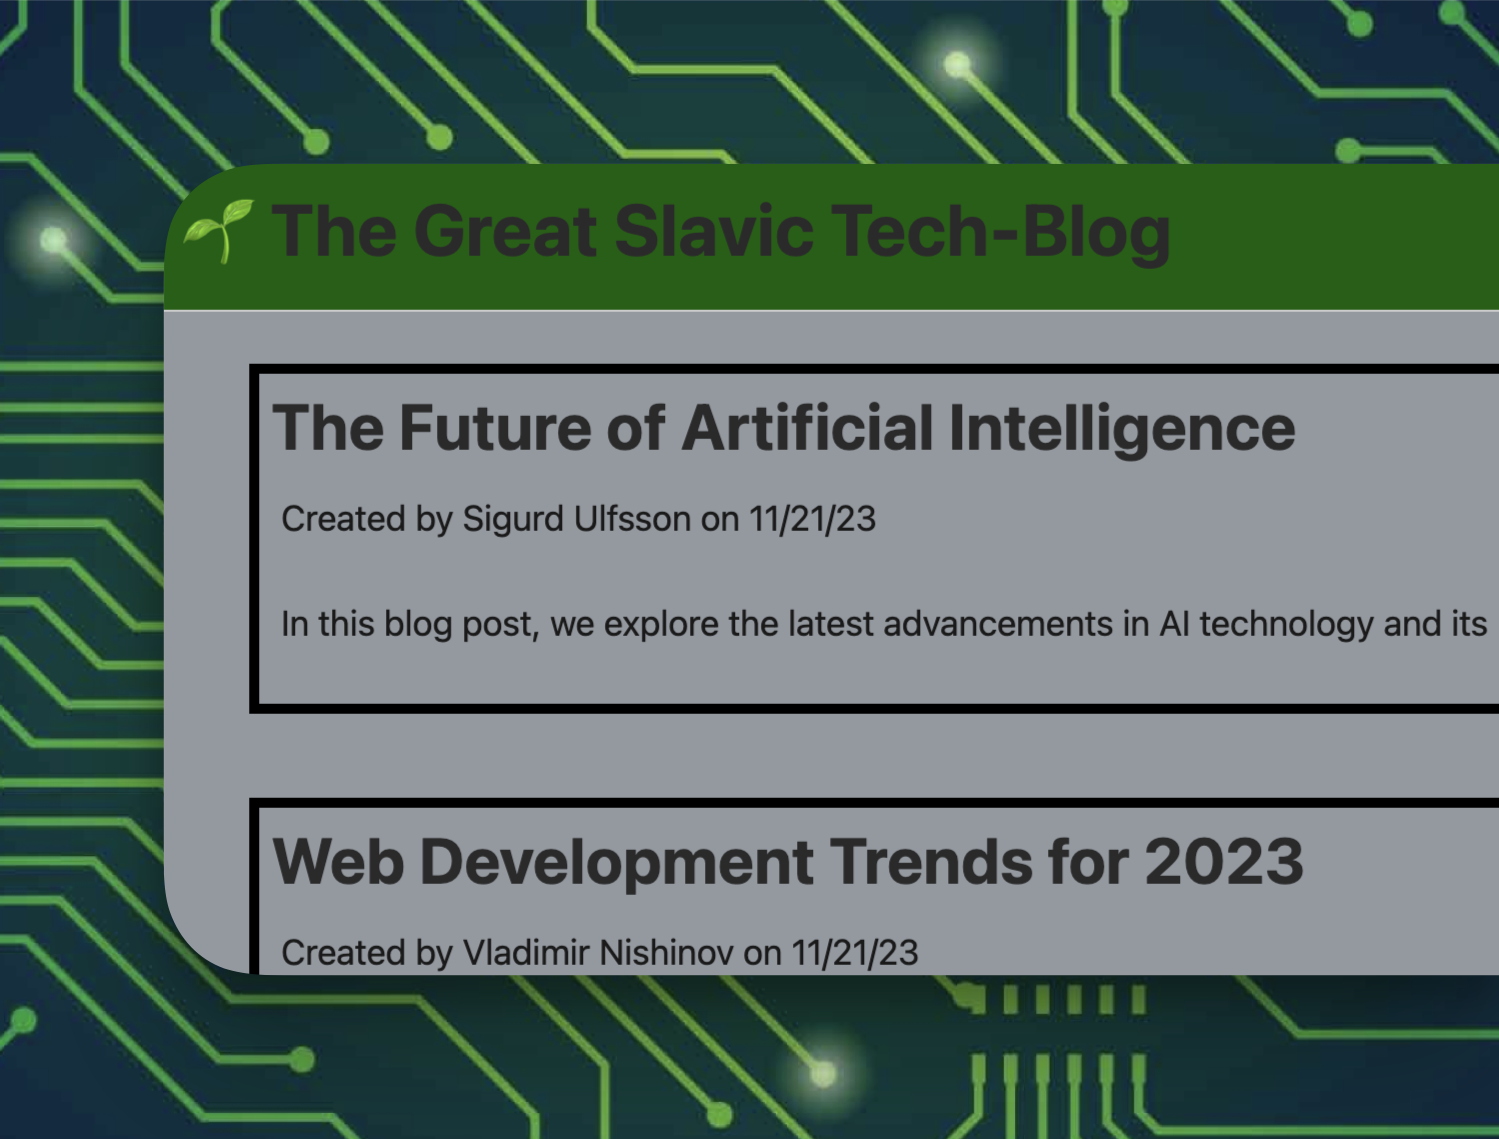 The Great Slavic Tech-Blog
The Future of Artificial Intelligence
Created by Sigurd Ulfsson on 11/21/23
In this blog post, we explore the latest advancements in AI technology and its
Web Development Trends for 2023
Created by Vladimir Nishinov on 11/21/23